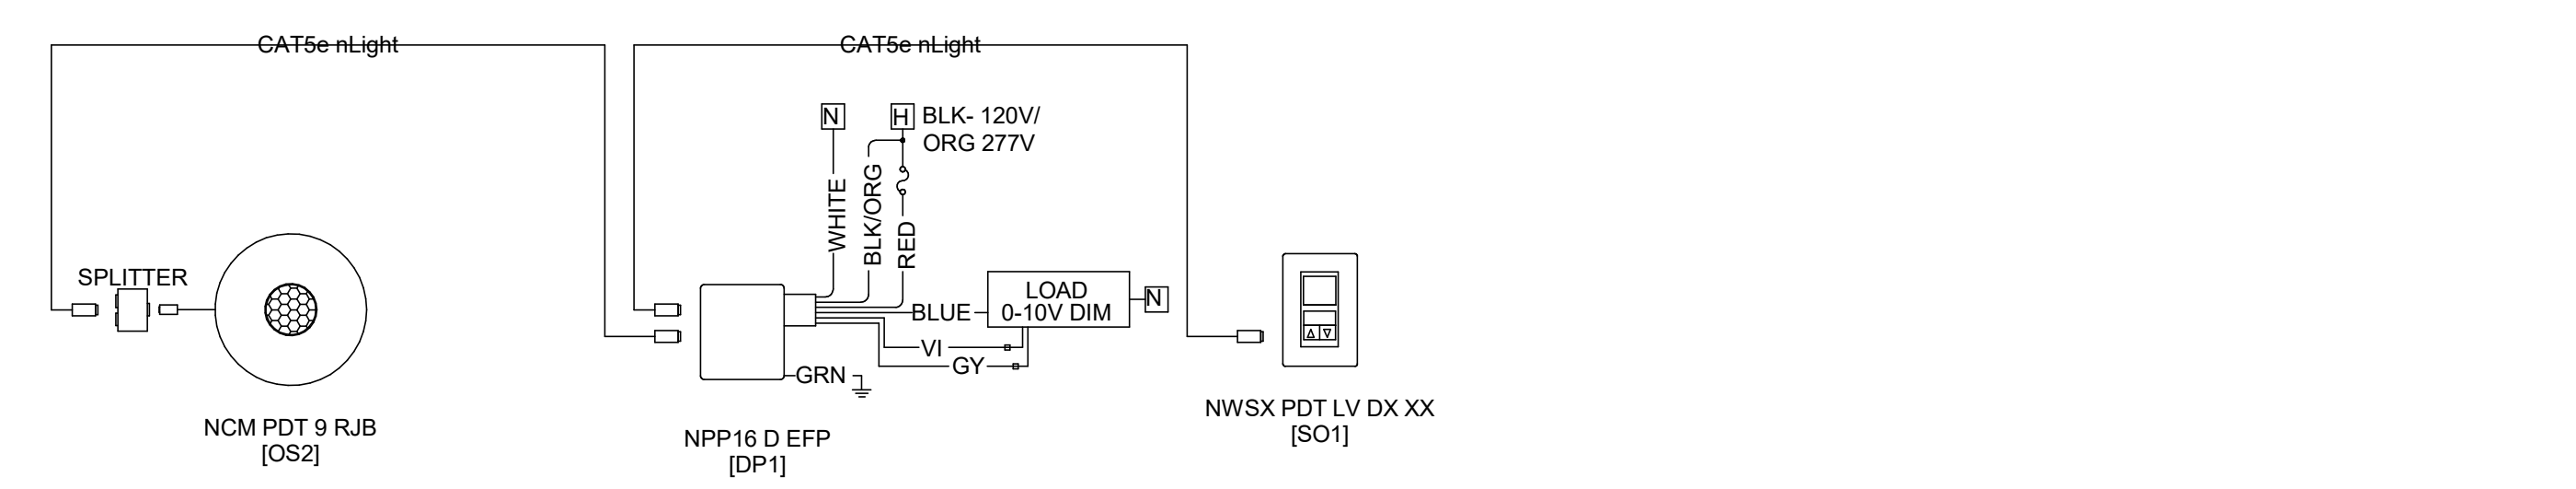 CAT5e nLight
CAT5e nLight
N
H
BLK- 120V/
ORG 277V
WHITE
BLK/ORG
RED
SPLITTER
LOAD
0-10V DIM
N
BLUE
VI
GY
GRN
NCM PDT 9 RJB
[OS2]
NPP16 D EFP
[DP1]
NWSX PDT LV DX XX
[SO1]